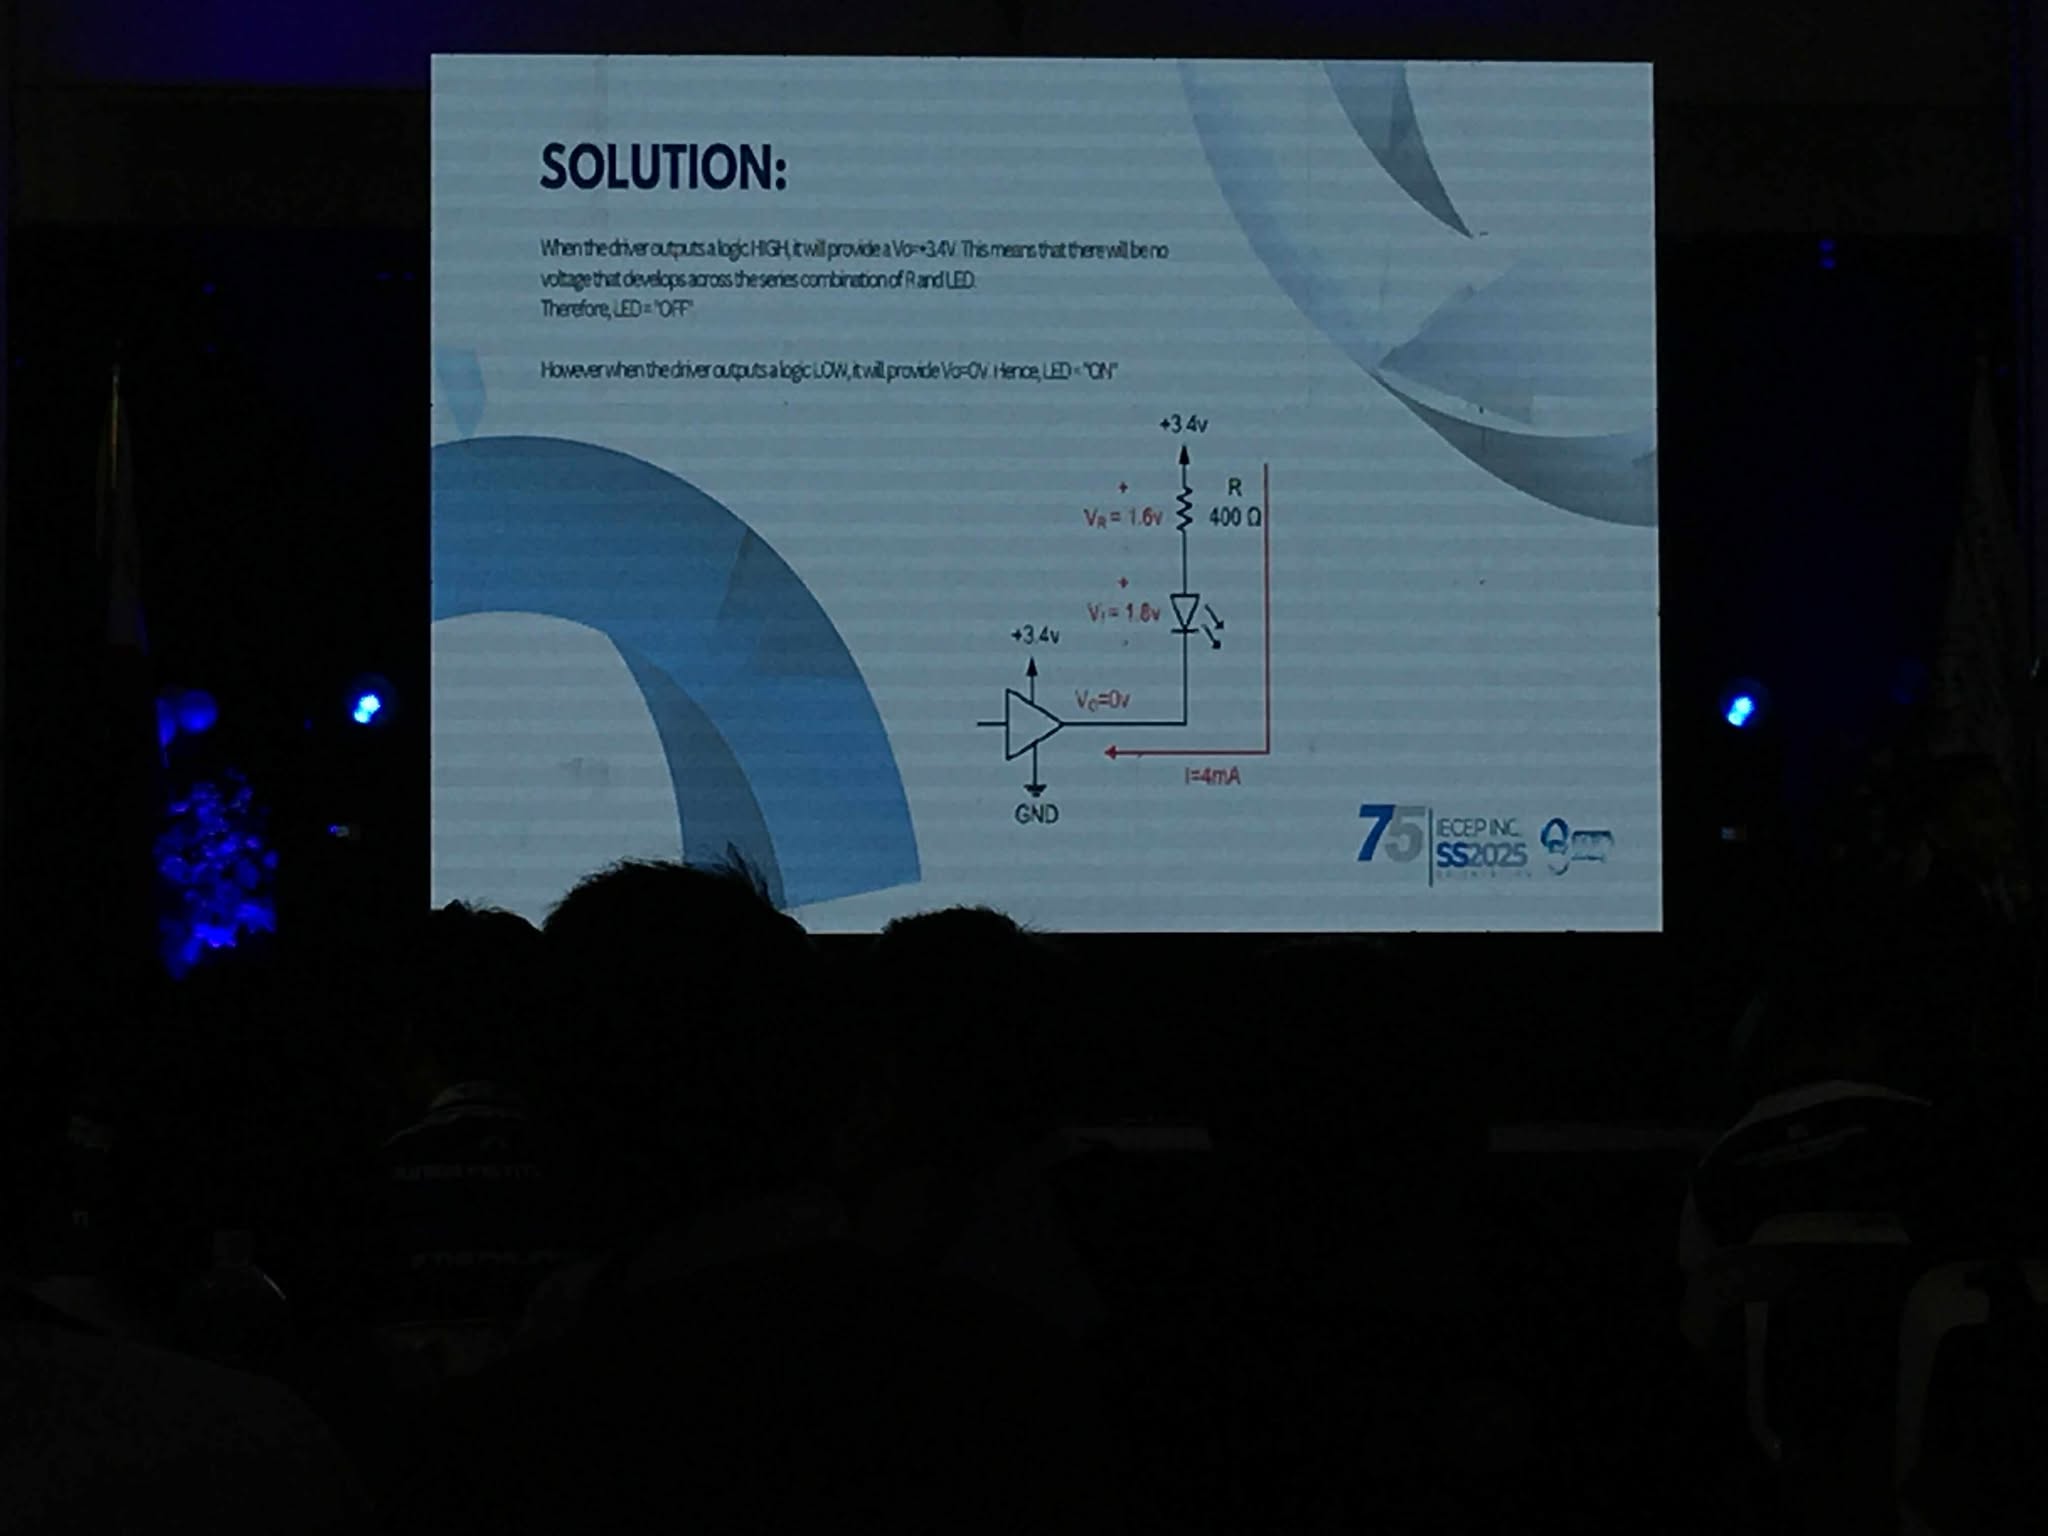 SOLUTION:
When the driver outputs a logic HIGH, it will provide a Vo=+3.4V. This means that there will be no
voltage that develops across the series combination of R and LED.
Therefore, LED = "OFF"
However when the driver outputs a logic LOW, it will provide Vo=0V. Hence, LED = "ON"
+3.4v
+
R
VR = 1.6v
400 Ω
+
Vf = 1.8v
+3.4v
VO=0v
I=4mA
GND
75
IECEP INC.
SS2025